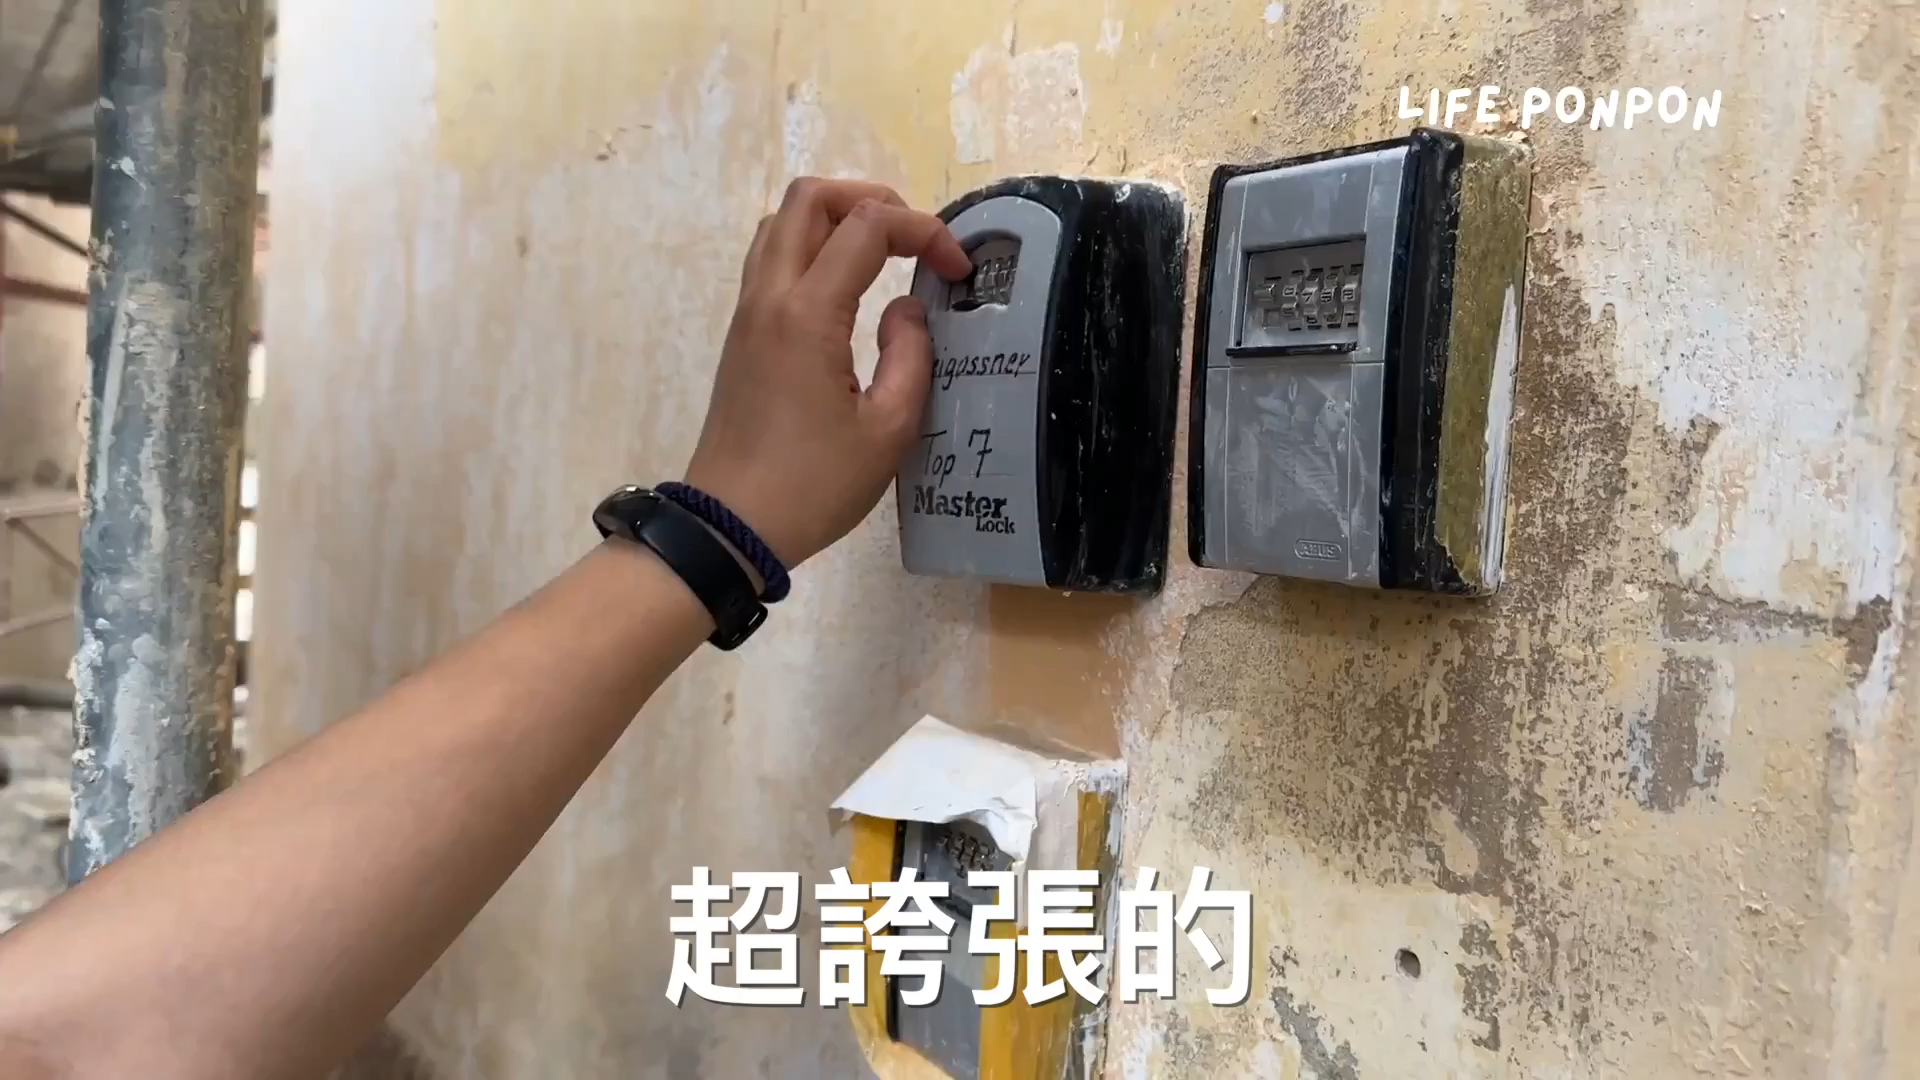 LIFE PONPON
Top 7
Master
Lock
ABUS
超誇張的